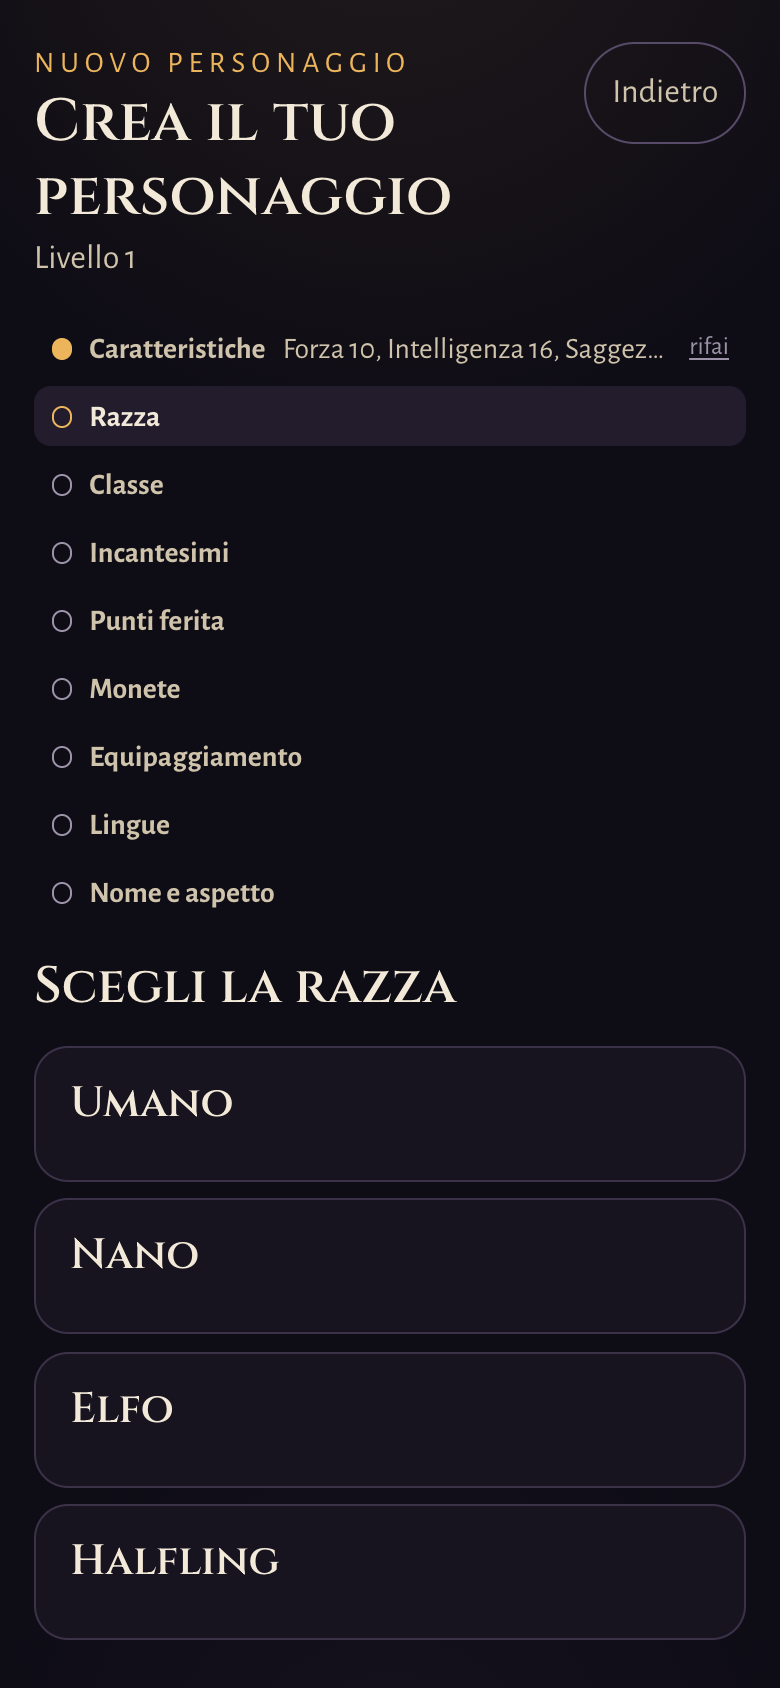 NUOVO PERSONAGGIO
Indietro
Crea il tuo
personaggio
Livello 1
Caratteristiche Forza 10, Intelligenza 16, Saggez... rifai
Razza
Classe
Incantesimi
Punti ferita
Monete
Equipaggiamento
Lingue
Nome e aspetto
Scegli la razza
Umano
Nano
Elfo
Halfling